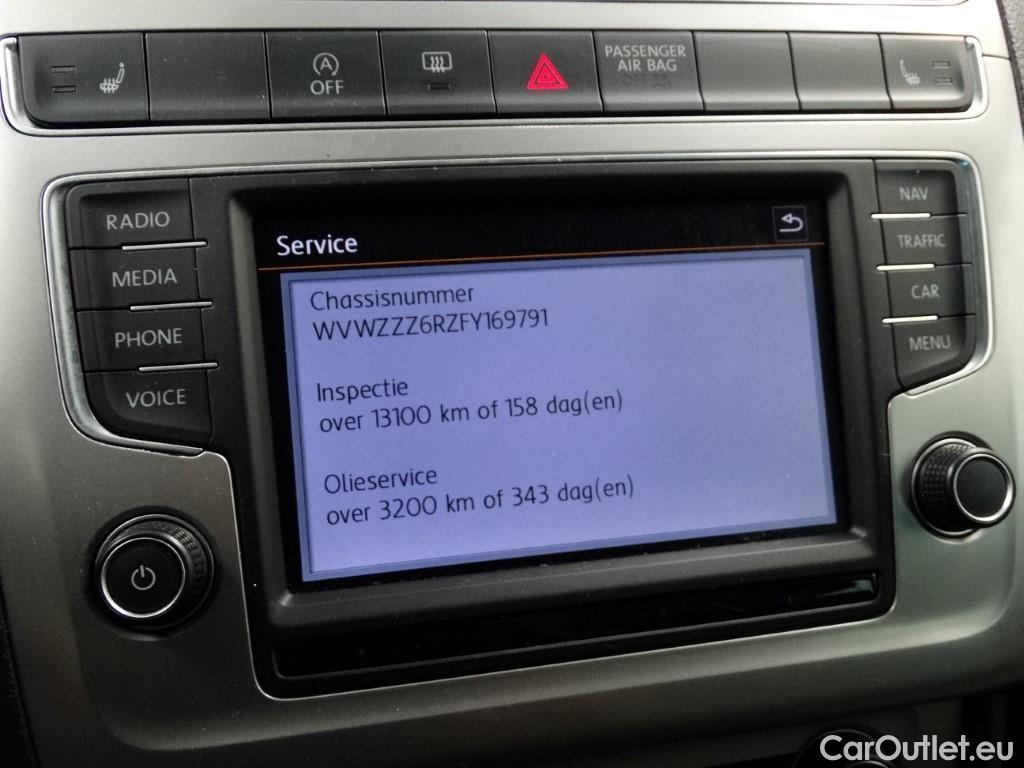 A
OFF
PASSENGER
AIR BAG
RADIO
MEDIA
PHONE
VOICE
NAV
TRAFFIC
CAR
MENU
Service
Chassisnummer
WVWZZZ6RZFY169791
Inspectie
over 13100 km of 158 dag(en)
Olieservice
over 3200 km of 343 dag(en)
CarOutlet.eu